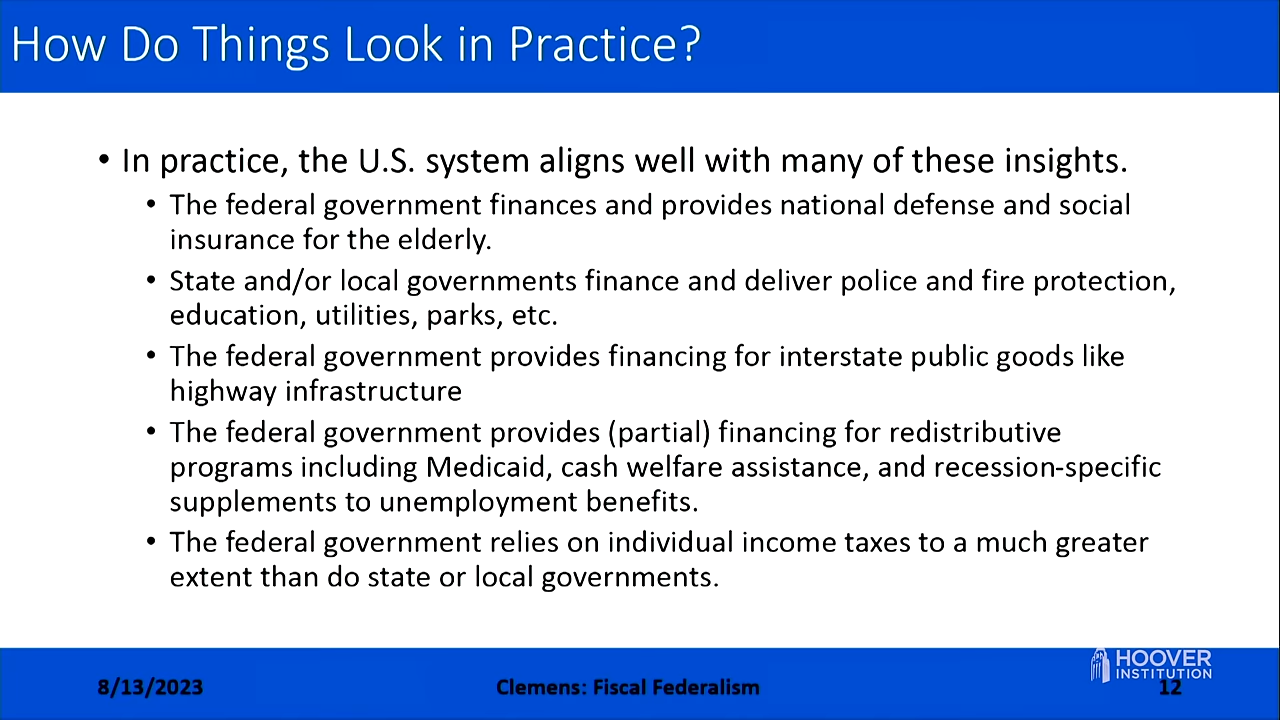 How Do Things Look in Practice?
• In practice, the U.S. system aligns well with many of these insights.
• The federal government finances and provides national defense and social
insurance for the elderly.
• State and/or local governments finance and deliver police and fire protection,
education, utilities, parks, etc.
• The federal government provides financing for interstate public goods like
highway infrastructure
• The federal government provides (partial) financing for redistributive
programs including Medicaid, cash welfare assistance, and recession-specific
supplements to unemployment benefits.
• The federal government relies on individual income taxes to a much greater
extent than do state or local governments.
8/13/2023
Clemens: Fiscal Federalism
HOOVER
INSTITUTION
12